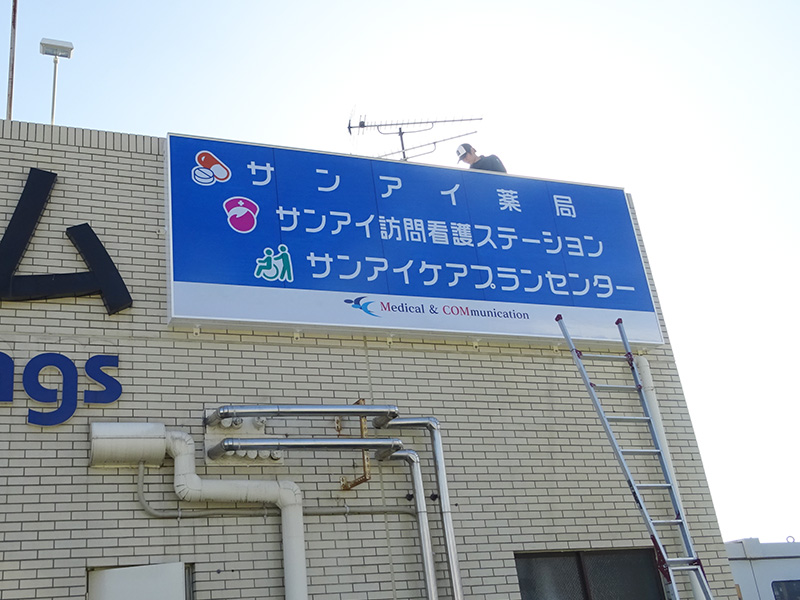 サンアイ薬局
サンアイ訪問看護ステーション
サンアイケアプランセンター
Medical & COMmunication
ム
ngs